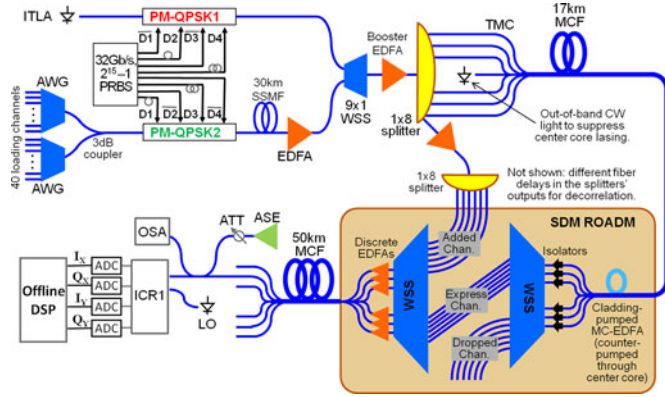 ITLA
PM-QPSK1
D1 D2 D3 D4
32Gb/s,
2¹⁵–1
PRBS
D1 D2 D3 D4
PM-QPSK2
AWG
AWG
40 loading channels
3dB
coupler
30km
SSMF
EDFA
9x1
WSS
Booster
EDFA
1x8
splitter
TMC
17km
MCF
Out-of-band CW
light to suppress
center core lasing.
1x8
splitter
Not shown: different fiber
delays in the splitters'
outputs for decorrelation.
SDM ROADM
Discrete
EDFAs
WSS
Added
Chan.
Express
Chan.
Dropped
Chan.
WSS
Isolators
Cladding-
pumped
MC-EDFA
(counter-
pumped
through
center core)
50km
MCF
OSA
ATT
ASE
ICR1
LO
I_X
Q_X
I_Y
Q_Y
ADC
ADC
ADC
ADC
Offline
DSP